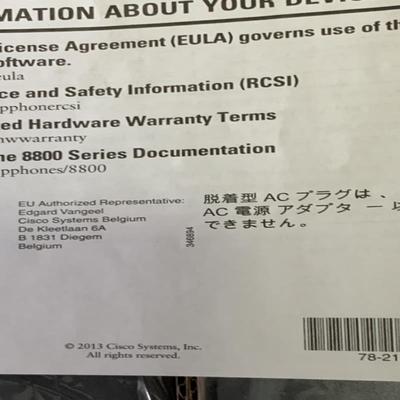 MATION ABOUT YOUR
icense Agreement (EULA) governs use of th
oftware.
eula
ce and Safety Information (RCSI)
pphonercsi
ed Hardware Warranty Terms
hwwarranty
ne 8800 Series Documentation
pphones/8800
EU Authorized Representative:
Edgard Vangeel
Cisco Systems Belgium
De Kleetlaan 6A
B 1831 Diegem
Belgium
346894
脱着型 AC プラグは、
AC 電源 アダプタ ー 以
できません。
© 2013 Cisco Systems, Inc.
All rights reserved.
78-21